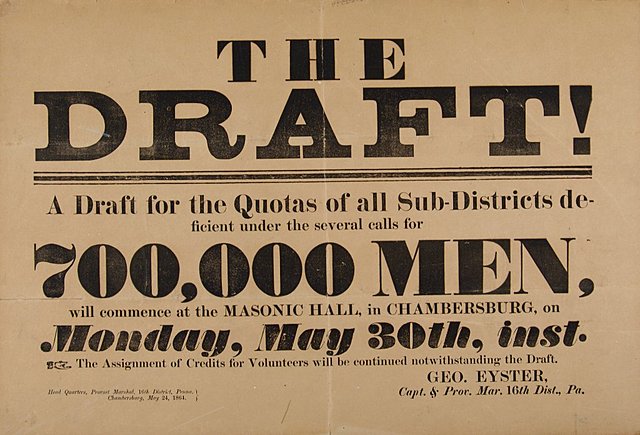 THE
DRAFT!
A Draft for the Quotas of all Sub-Districts de-
ficient under the several calls for
700,000 MEN,
will commence at the MASONIC HALL, in CHAMBERSBURG, on
Monday, May 30th, inst.
The Assignment of Credits for Volunteers will be continued notwithstanding the Draft.
GEO. EYSTER,
Capt. & Prov. Mar. 16th Dist., Pa.
Head Quarters, Provost Marshal, 16th District, Penna.
Chambersburg, May 24, 1864.